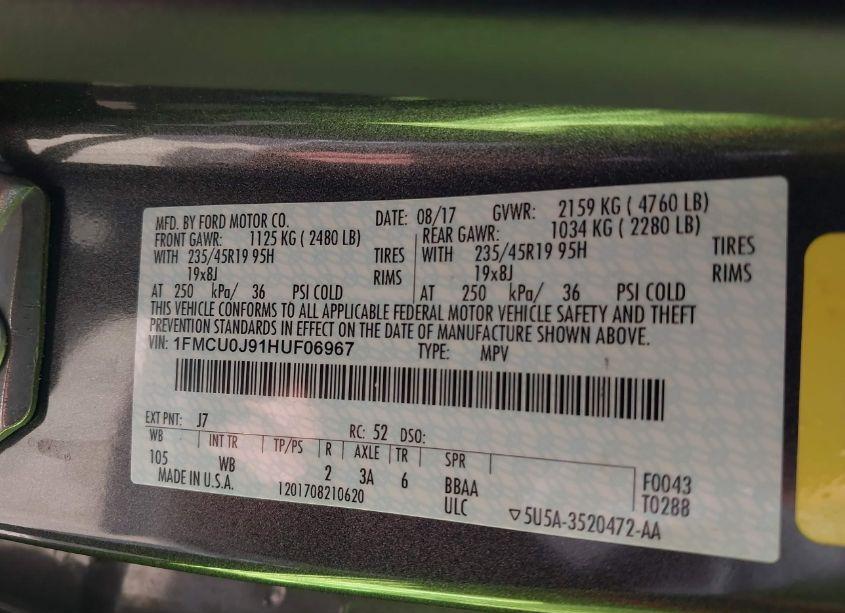 MFD. BY FORD MOTOR CO. DATE: 08/17 GVWR: 2159 KG ( 4760 LB)
FRONT GAWR: 1125 KG ( 2480 LB) REAR GAWR: 1034 KG ( 2280 LB)
WITH 235/45R19 95H TIRES WITH 235/45R19 95H TIRES
19x8J RIMS 19x8J RIMS
AT 250 kPa/ 36 PSI COLD AT 250 kPa/ 36 PSI COLD
THIS VEHICLE CONFORMS TO ALL APPLICABLE FEDERAL MOTOR VEHICLE SAFETY AND THEFT
PREVENTION STANDARDS IN EFFECT ON THE DATE OF MANUFACTURE SHOWN ABOVE.
VIN: 1FMCU0J91HUF06967 TYPE: MPV
EXT PNT: J7 RC: 52 DSO:
WB INT TR TP/PS R AXLE TR SPR
105 WB 2 3A 6 BBAA F0043
MADE IN U.S.A. 1201708210620 ULC T0288
▽5U5A-3520472-AA